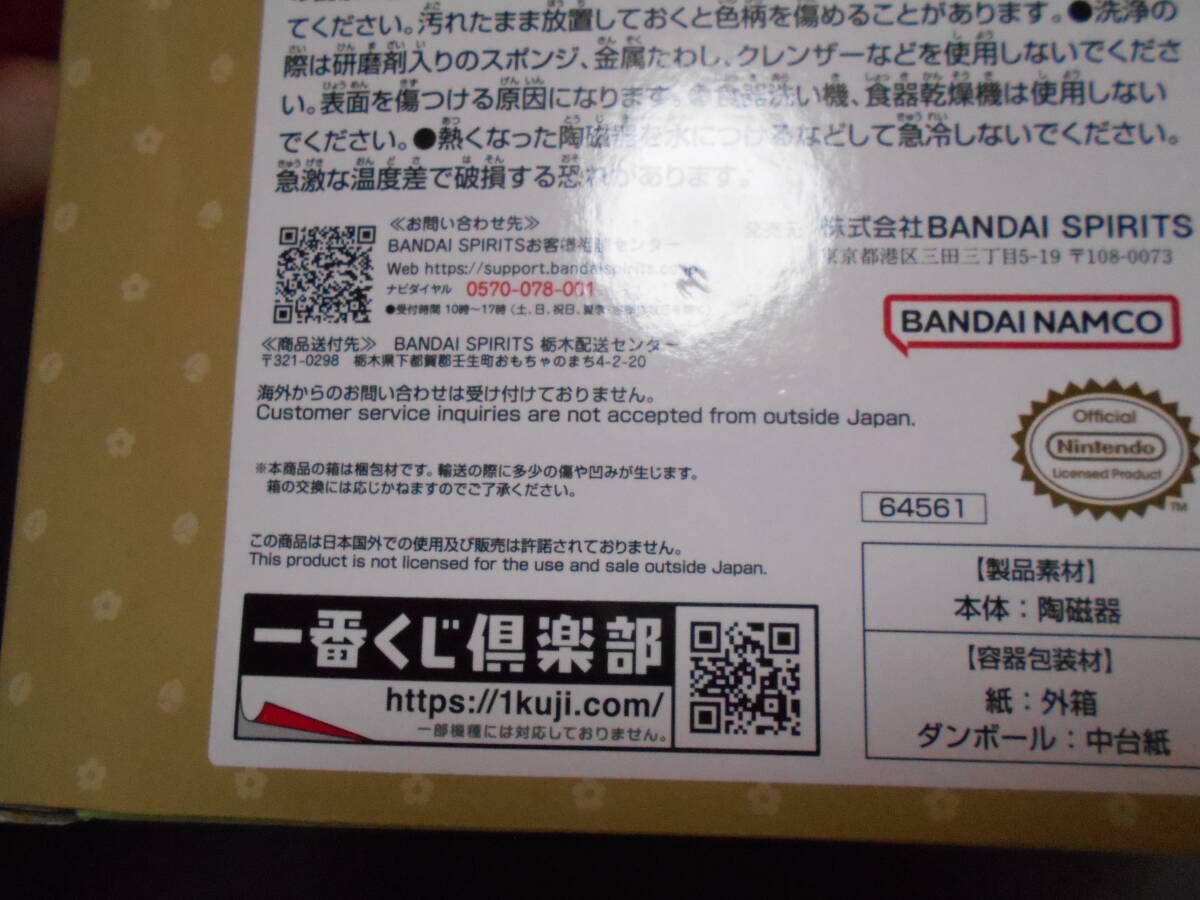 てください。汚れたまま放置しておくと色柄を傷めることがあります。●洗浄の
際は研磨剤入りのスポンジ、金属たわし、クレンザーなどを使用しないでくださ
い。表面を傷つける原因になります。●食器洗い機、食器乾燥機は使用しない
でください。●熱くなった陶磁器を水につけるなどして急冷しないでください。
急激な温度差で破損する恐れがあります。
≪お問い合わせ先≫
BANDAI SPIRITSお客様相談センター
Web https://support.bandaispirits.co
ナビダイヤル 0570-078-001
●受付時間 10時～17時（土、日、祝日、
≪商品送付先≫ BANDAI SPIRITS 栃木配送センター
〒321-0298 栃木県下都賀郡壬生町おもちゃのまち4-2-20
発売元 株式会社BANDAI SPIRITS
東京都港区三田三丁目5-19 〒108-0073
BANDAI NAMCO
海外からのお問い合わせは受け付けておりません。
Customer service inquiries are not accepted from outside Japan.
Official
Nintendo
Licensed Product
TM
※本商品の箱は梱包材です。輸送の際に多少の傷や凹みが生じます。
箱の交換には応じかねますのでご了承ください。
64561
この商品は日本国外での使用及び販売は許諾されておりません。
This product is not licensed for the use and sale outside Japan.
一番くじ倶楽部
https://1kuji.com/
一部機種には対応しておりません。
【製品素材】
本体：陶磁器
【容器包装材】
紙：外箱
ダンボール：中台紙